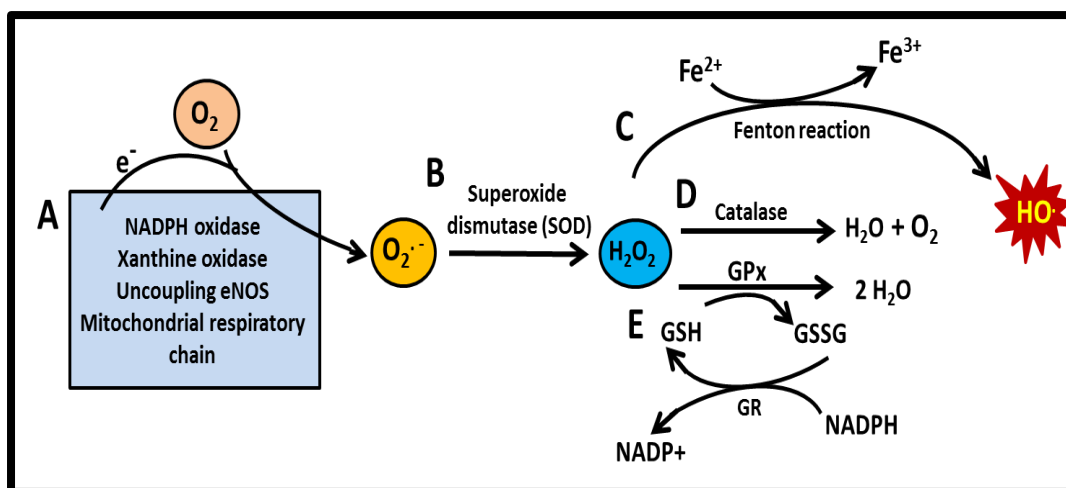 A
O₂
e⁻
NADPH oxidase
Xanthine oxidase
Uncoupling eNOS
Mitochondrial respiratory
chain
O₂·⁻
B
Superoxide
dismutase (SOD)
H₂O₂
C
Fe²⁺
Fe³⁺
Fenton reaction
HO·
D
Catalase
H₂O + O₂
GPx
2 H₂O
E
GSH
GSSG
GR
NADP+
NADPH